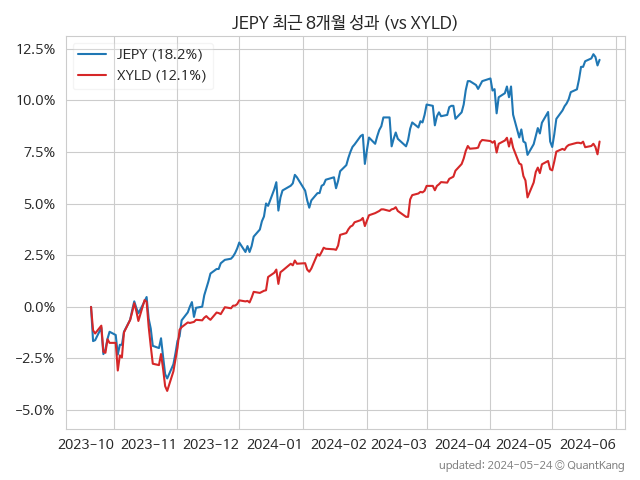 JEPY 최근 8개월 성과 (vs XYLD)
JEPY (18.2%)
XYLD (12.1%)
12.5%
10.0%
7.5%
5.0%
2.5%
0.0%
−2.5%
−5.0%
2023−10 2023−11 2023−12 2024−01 2024−02 2024−03 2024−04 2024−05 2024−06
updated: 2024-05-24 © QuantKang